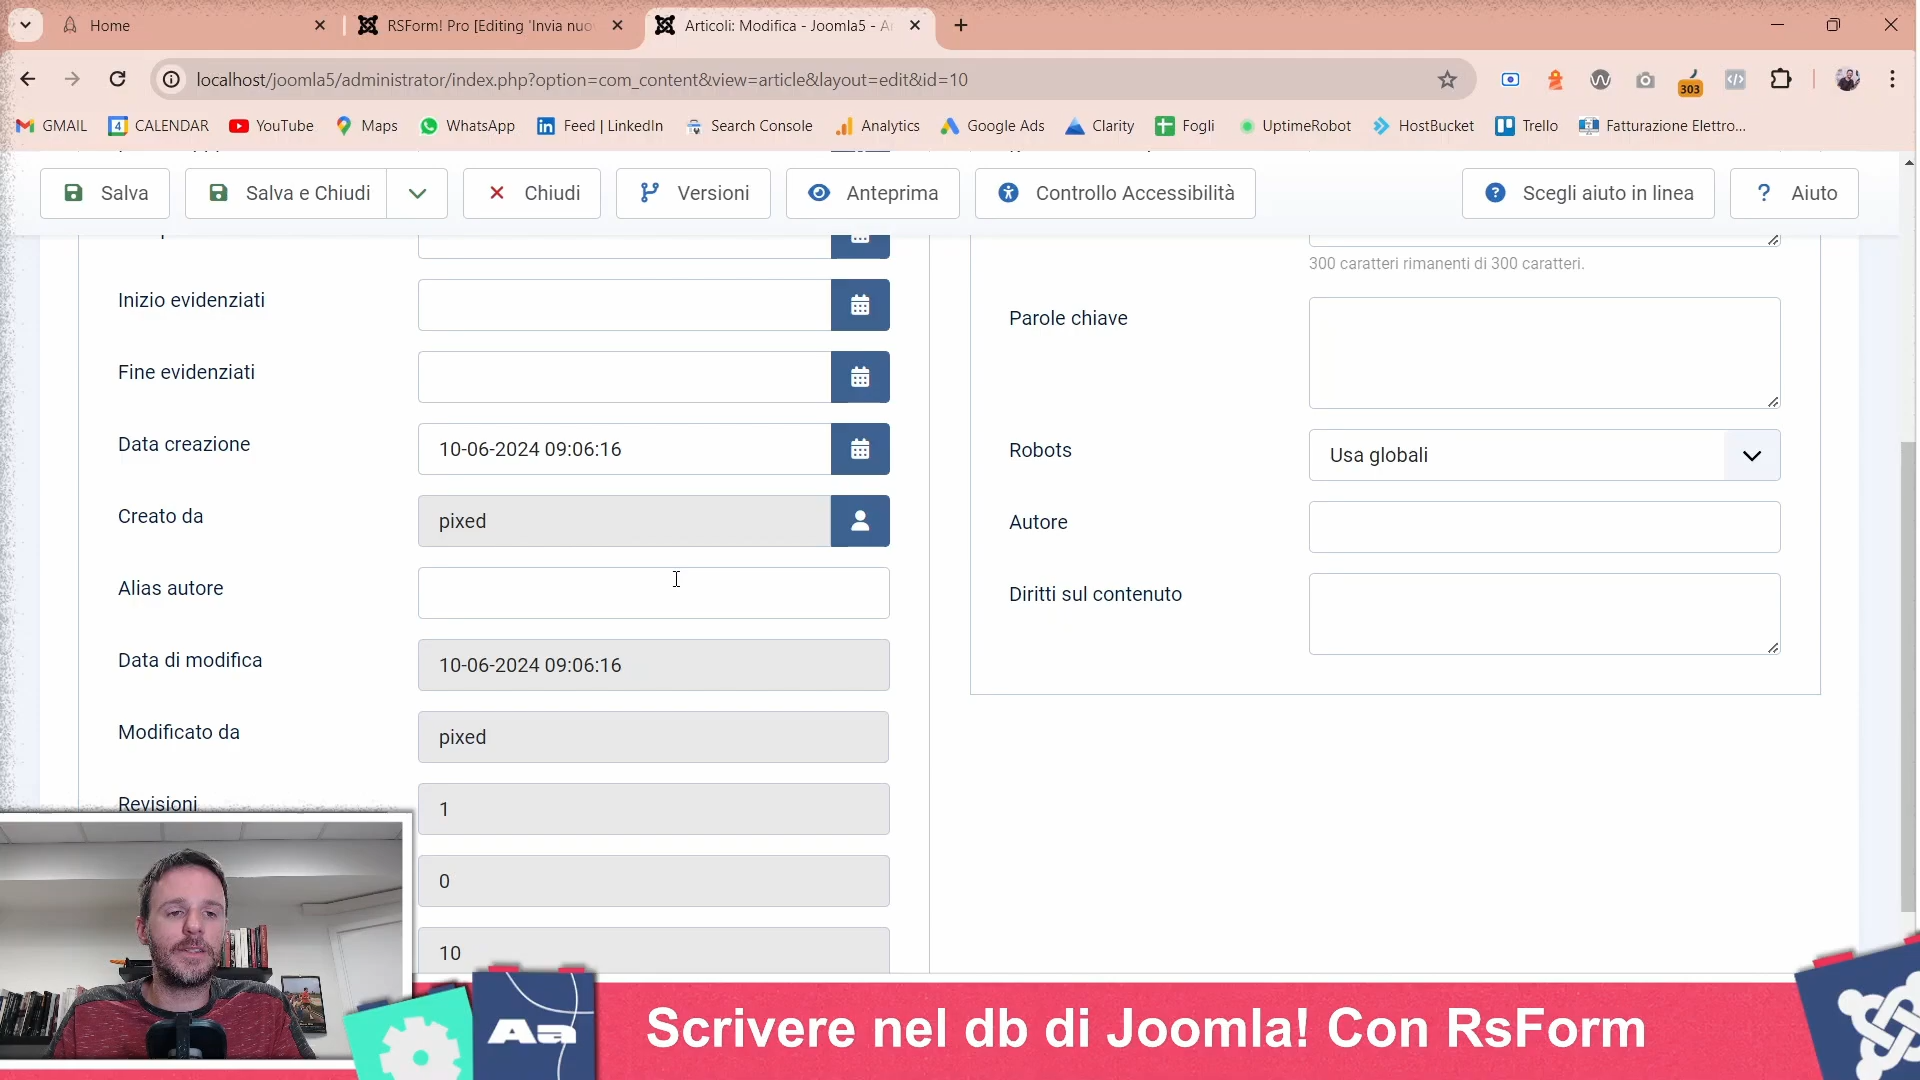 Home
RSForm! Pro [Editing 'Invia nuo
Articoli: Modifica - Joomla5 - A
localhost/joomla5/administrator/index.php?option=com_content&view=article&layout=edit&id=10
303
GMAIL
4 CALENDAR
YouTube
Maps
WhatsApp
Feed | LinkedIn
Search Console
Analytics
Google Ads
Clarity
Fogli
UptimeRobot
HostBucket
Trello
Fatturazione Elettro...
Salva
Salva e Chiudi
Chiudi
Versioni
Anteprima
Controllo Accessibilità
Scegli aiuto in linea
Aiuto
300 caratteri rimanenti di 300 caratteri.
Inizio evidenziati
Fine evidenziati
Data creazione
10-06-2024 09:06:16
Creato da
pixed
Alias autore
Data di modifica
10-06-2024 09:06:16
Modificato da
pixed
Revisioni
1
0
10
Parole chiave
Robots
Usa globali
Autore
Diritti sul contenuto
Aa
Scrivere nel db di Joomla! Con RsForm